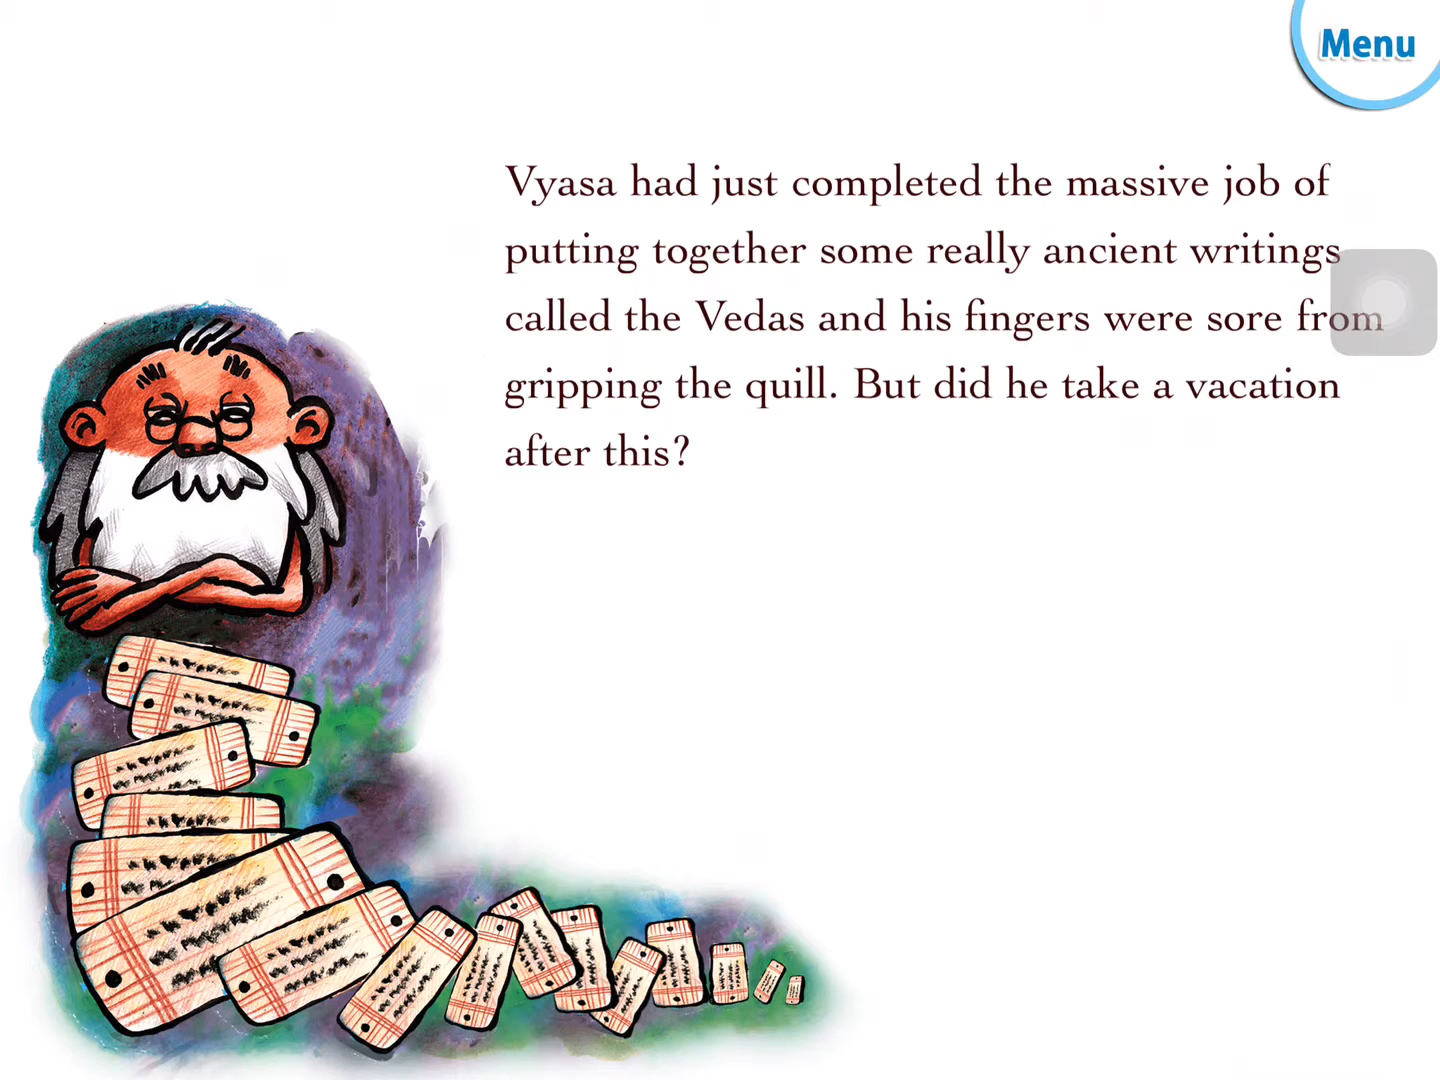 Menu
Vyasa had just completed the massive job of
putting together some really ancient writings
called the Vedas and his fingers were sore from
gripping the quill. But did he take a vacation
after this?